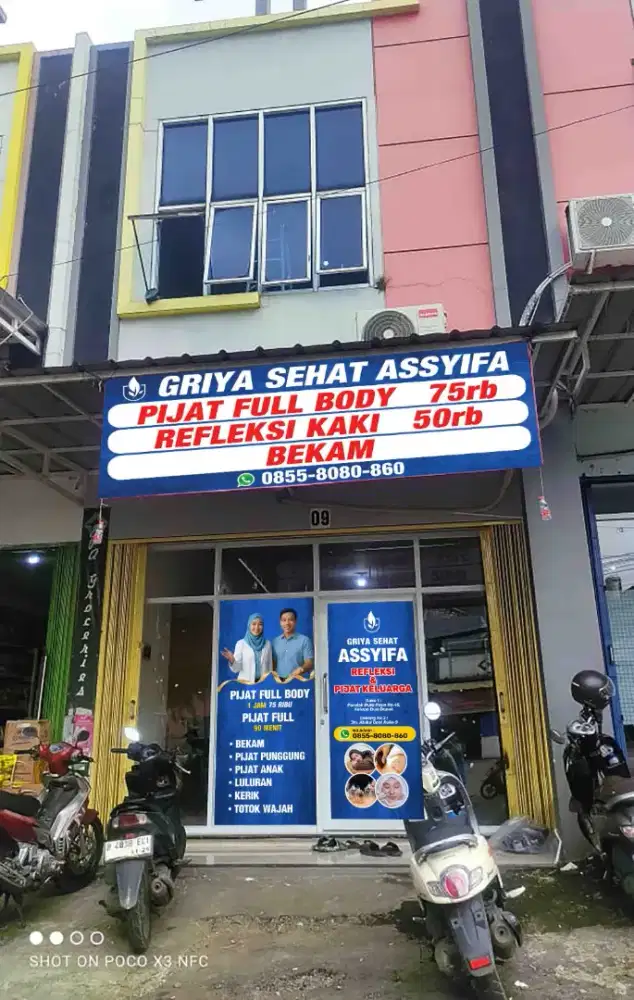 GRIYA SEHAT ASSYIFA
PIJAT FULL BODY 75rb
REFLEKSI KAKI 50rb
BEKAM
0855-8080-860
09
Groceries
PIJAT FULL BODY
1 JAM 75 RIBU
PIJAT FULL
90 MENIT
• BEKAM
• PIJAT PUNGGUNG
• PIJAT ANAK
• LULURAN
• KERIK
• TOTOK WAJAH
GRIYA SEHAT
ASSYIFA
REFLEKSI
&
PIJAT KELUARGA
0855-8080-860
SHOT ON POCO X3 NFC